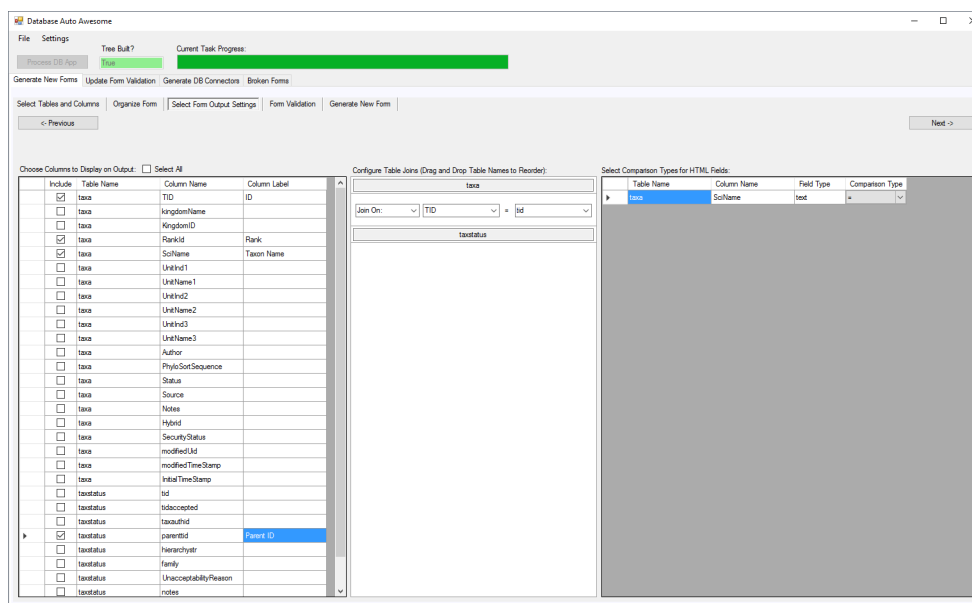 Database Auto Awesome
File Settings
Tree Built? Current Task Progress:
Process DB App True
Generate New Forms Update Form Validation Generate DB Connectors Broken Forms
Select Tables and Columns Organize Form Select Form Output Settings Form Validation Generate New Form
<- Previous Next ->
Choose Columns to Display on Output: Select All Configure Table Joins (Drag and Drop Table Names to Reorder): Select Comparison Types for HTML Fields:
Include Table Name Column Name Column Label taxa Table Name Column Name Field Type Comparison Type
taxa TID ID taxa SciName text =
taxa kingdomName Join On: TID = tid
taxa KingdomID
taxa RankId Rank taxstatus
taxa SciName Taxon Name
taxa UnitInd1
taxa UnitName1
taxa UnitInd2
taxa UnitName2
taxa UnitInd3
taxa UnitName3
taxa Author
taxa PhyloSortSequence
taxa Status
taxa Source
taxa Notes
taxa Hybrid
taxa SecurityStatus
taxa modifiedUid
taxa modifiedTimeStamp
taxa InitialTimeStamp
taxstatus tid
taxstatus tidaccepted
taxstatus taxauthid
taxstatus parenttid Parent ID
taxstatus hierarchystr
taxstatus family
taxstatus UnacceptabilityReason
taxstatus notes